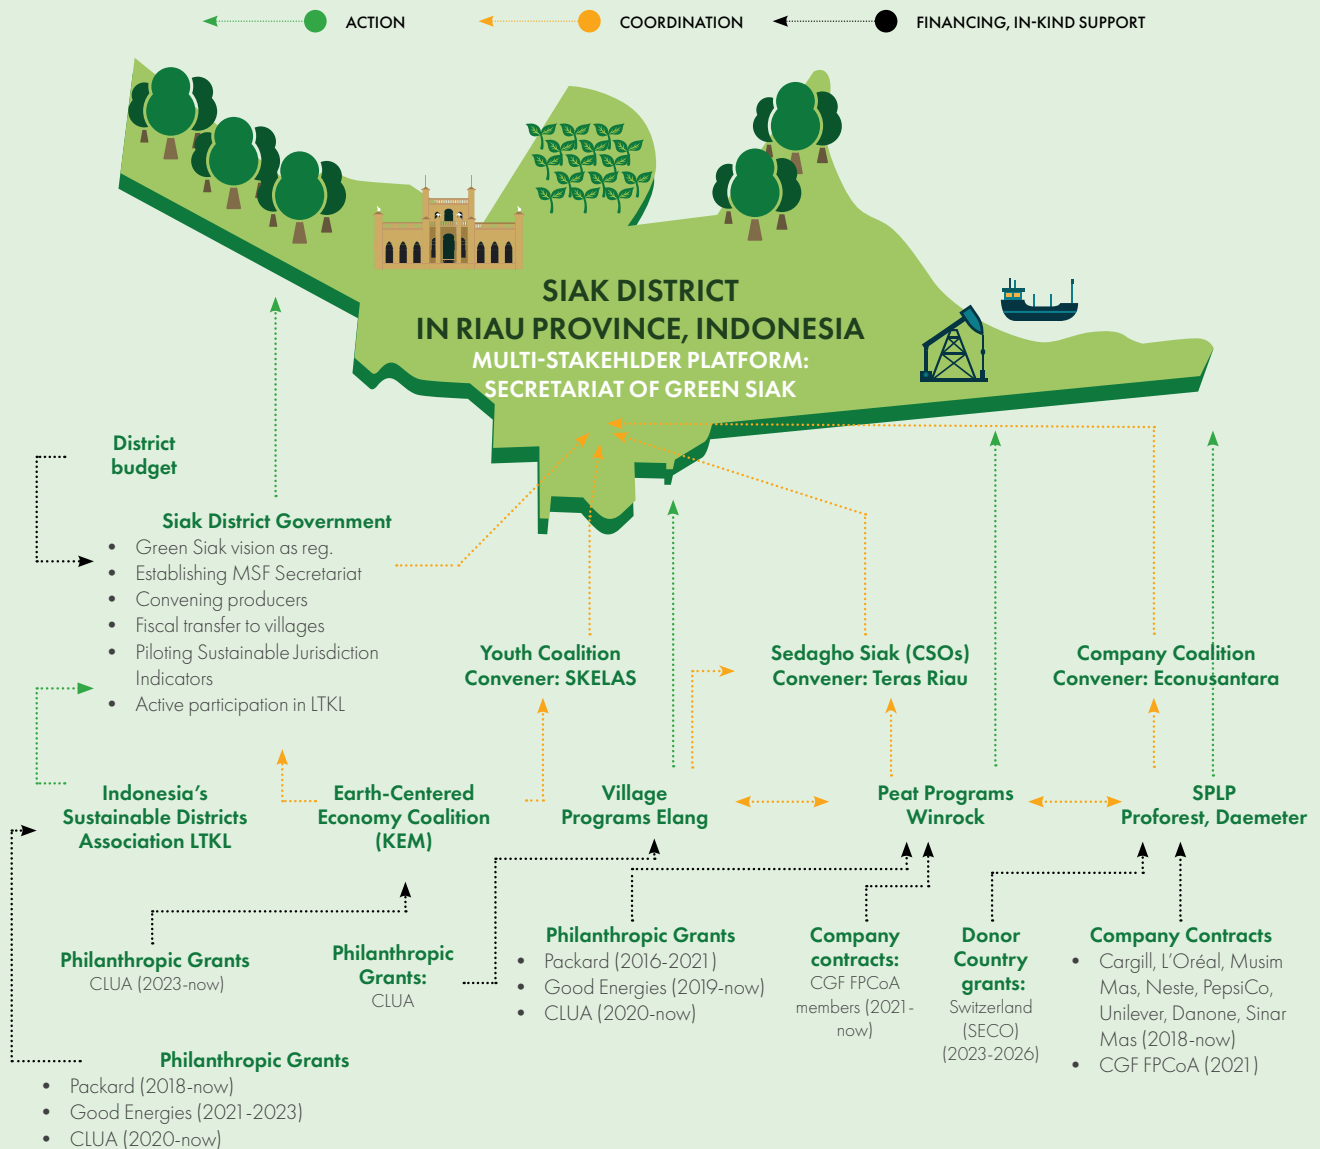 ACTION
COORDINATION
FINANCING, IN-KIND SUPPORT
SIAK DISTRICT
IN RIAU PROVINCE, INDONESIA
MULTI-STAKEHLDER PLATFORM:
SECRETARIAT OF GREEN SIAK
District
budget
Siak District Government
• Green Siak vision as reg.
• Establishing MSF Secretariat
• Convening producers
• Fiscal transfer to villages
• Piloting Sustainable Jurisdiction
Indicators
• Active participation in LTKL
Youth Coalition
Convener: SKELAS
Sedagho Siak (CSOs)
Convener: Teras Riau
Company Coalition
Convener: Econusantara
Indonesia's
Sustainable Districts
Association LTKL
Earth-Centered
Economy Coalition
(KEM)
Village
Programs Elang
Peat Programs
Winrock
SPLP
Proforest, Daemeter
Philanthropic Grants
CLUA (2023-now)
Philanthropic
Grants:
CLUA
Philanthropic Grants
• Packard (2016-2021)
• Good Energies (2019-now)
• CLUA (2020-now)
Company
contracts:
CGF FPCoA
members (2021-
now)
Donor
Country
grants:
Switzerland
(SECO)
(2023-2026)
Company Contracts
• Cargill, L'Oréal, Musim
Mas, Neste, PepsiCo,
Unilever, Danone, Sinar
Mas (2018-now)
• CGF FPCoA (2021)
Philanthropic Grants
• Packard (2018-now)
• Good Energies (2021-2023)
• CLUA (2020-now)